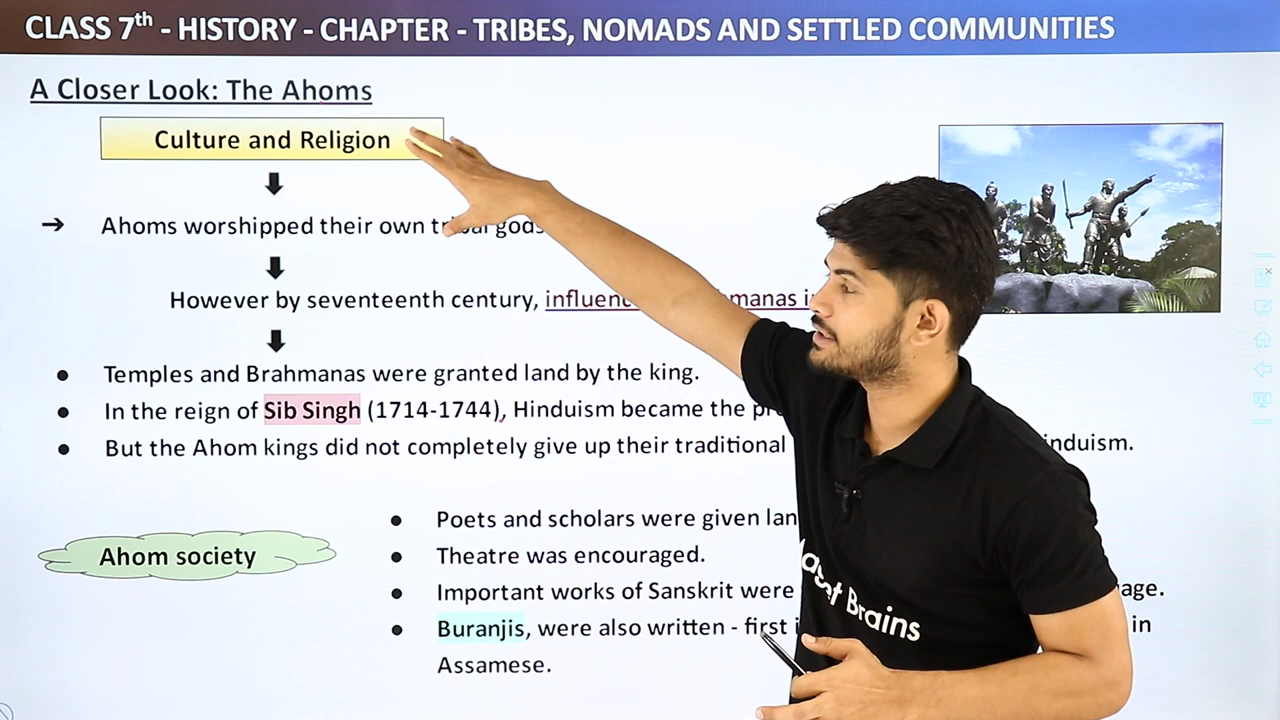 CLASS 7th - HISTORY - CHAPTER - TRIBES, NOMADS AND SETTLED COMMUNITIES
A Closer Look: The Ahoms
Culture and Religion
➔ Ahoms worshipped their own tribal gods
However by seventeenth century,
● Temples and Brahmanas were granted land by the king.
● In the reign of Sib Singh (1714-1744), Hinduism became the
● But the Ahom kings did not completely give up their traditional
Ahom society
● Poets and scholars were given
● Theatre was encouraged.
● Important works of Sanskrit were
● Buranjis, were also written - first in
Assamese.
Brains